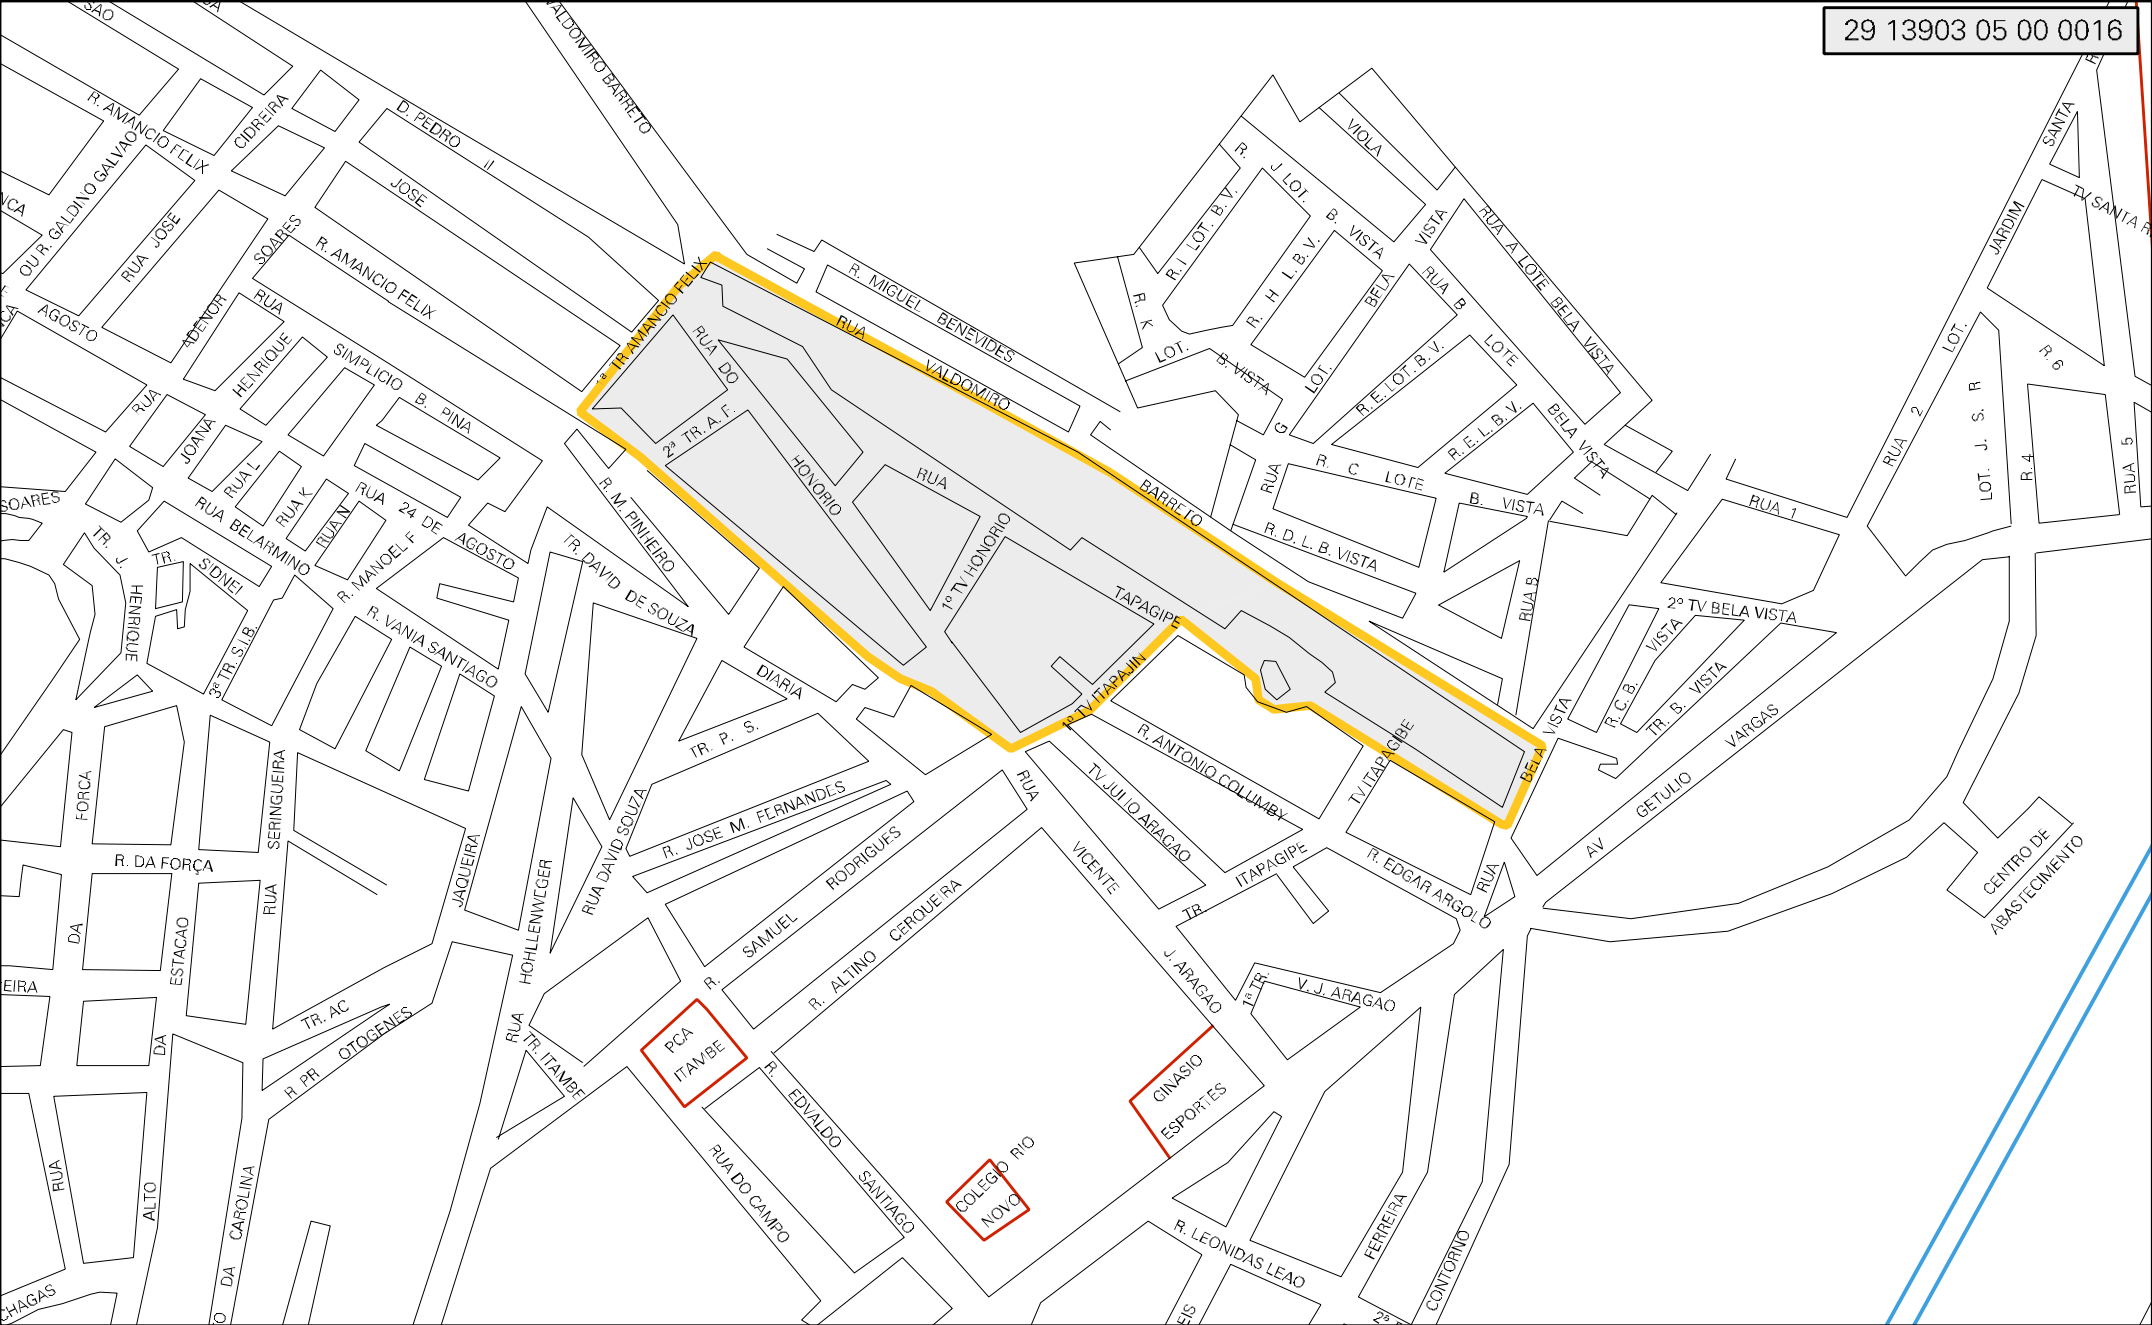 29 13903 05 00 0016
SAO
VALDOMIRO BARRETO
R. AMANCIO FELIX
CIDREIRA
D. PEDRO II
OU R. GALDINO GALVAO
RUA JOSE
JOSE
SOARES
R. AMANCIO FELIX
ADENOR
RUA
HENRIQUE
AGOSTO
RUA
JOANA
SIMPLICIO
B. PINA
RUA L
RUA K
RUA N
RUA 24 DE
AGOSTO
SOARES
RUA BELARMINO
R. MANOEL F
TR. J.
HENRIQUE
TR.
SIDNEI
3ª TR. S.I.B.
R. VANIA SANTIAGO
TR. DAVID DE SOUZA
R. M. PINHEIRO
1ª TR AMANCIO FELIX
RUA DO
HONORIO
2ª TR. A. F.
RUA
VALDOMIRO
BARRETO
R. MIGUEL BENEVIDES
RUA
TAPAGIPE
1º TV HONORIO
1º TV ITAPAJIN
BELA
VISTA
TV ITAPAGIBE
R. ANTONIO COLUMBY
TV JULIO ARACAO
ITAPAGIPE
TR.
R. EDGAR ARGOLO
RUA
RUA
VICENTE
J. ARAGAO
1ª TR.
V. J. ARAGAO
DIARIA
TR. P. S.
RUA DAVID SOUZA
R. JOSE M. FERNANDES
R. SAMUEL RODRIGUES
R. ALTINO CERQUEIRA
PCA
ITAMBE
R. EDVALDO SANTIAGO
RUA DO CAMPO
TR. ITAMBE
RUA HOHLLENWEGER
JAQUEIRA
RUA SERINGUEIRA
FORCA
DA
R. DA FORÇA
ESTACAO
DA
ALTO
RUA
EIRA
TR. AC
R PR OTOGENES
DA CAROLINA
CHAGAS
GINASIO
ESPORTES
COLEGIO RIO
NOVO
R. LEONIDAS LEAO
FERREIRA
CONTORNO
EIS
VIOLA
R. J LOT. B. VISTA
R. I LOT. B. V.
R. H L. B. V.
R. K
LOT. B. VISTA
RUA G LOT. BELA VISTA
RUA A LOTE BELA VISTA
RUA B LOTE BELA VISTA
R. E. LOT. B. V.
R. E. L. B. V.
R. C LOTE B. VISTA
R. D. L. B. VISTA
RUA B
RUA 1
2º TV BELA VISTA
R. C. B. VISTA
TR. B. VISTA
AV GETULIO VARGAS
RUA 2 LOT. JARDIM SANTA
TV SANTA R
R. 6
LOT. J. S. R
R. 4
RUA 5
CENTRO DE
ABASTECIMENTO